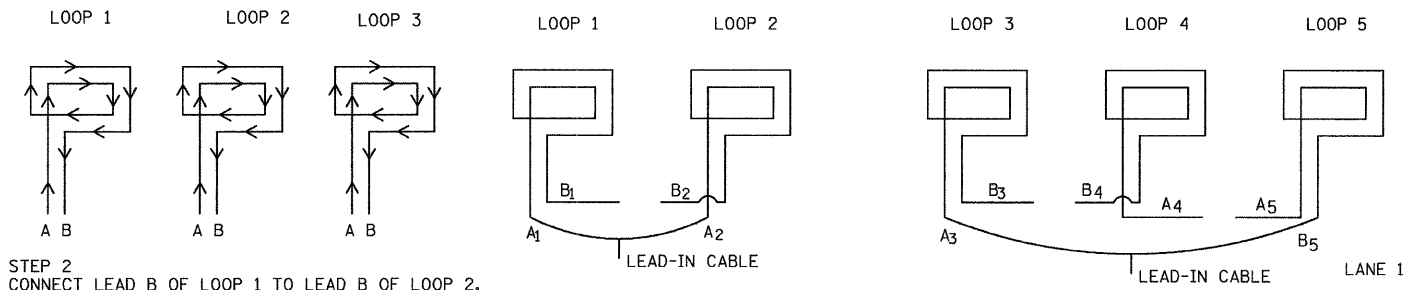 LOOP 1 LOOP 2 LOOP 3 LOOP 1 LOOP 2 LOOP 3 LOOP 4 LOOP 5
B1 B2 B3 B4 A4 A5
A B A B A B A1 A2 A3 B5
LEAD-IN CABLE LEAD-IN CABLE LANE 1
STEP 2
CONNECT LEAD B OF LOOP 1 TO LEAD B OF LOOP 2.